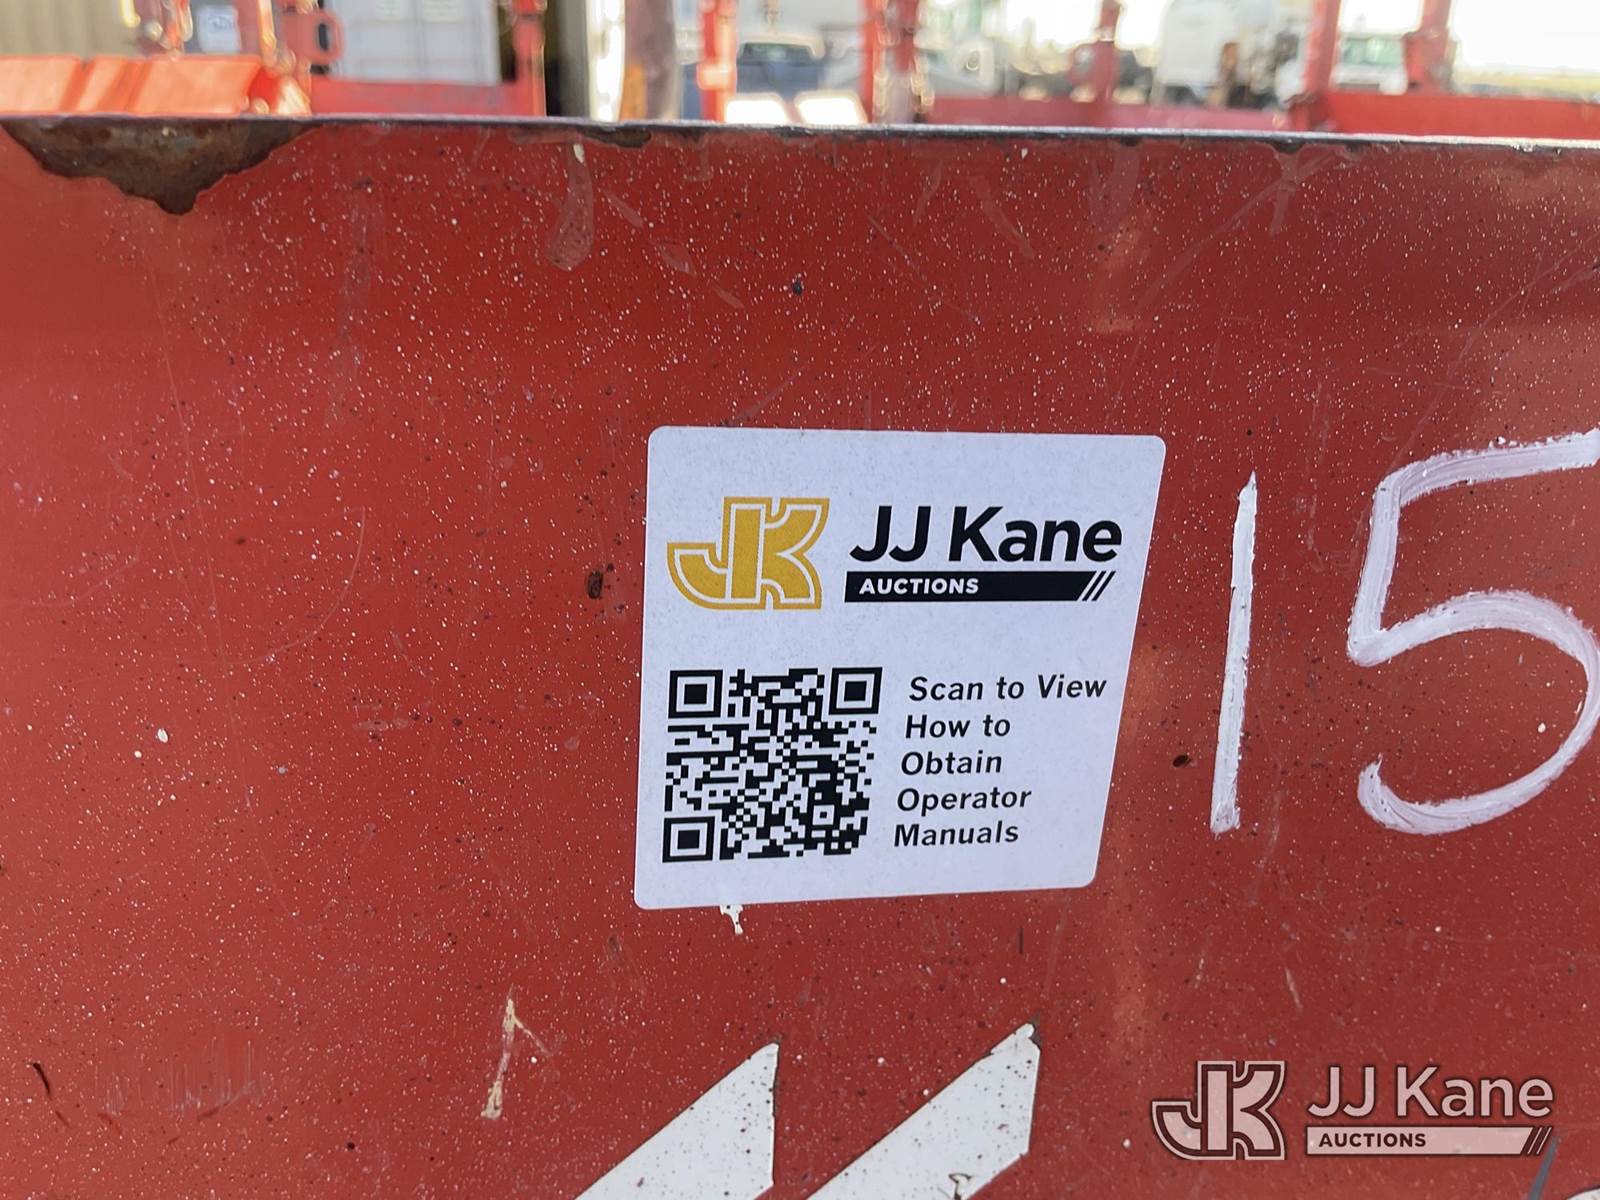 JK JJ Kane
AUCTIONS
Scan to View
How to
Obtain
Operator
Manuals
15
JK JJ Kane
AUCTIONS